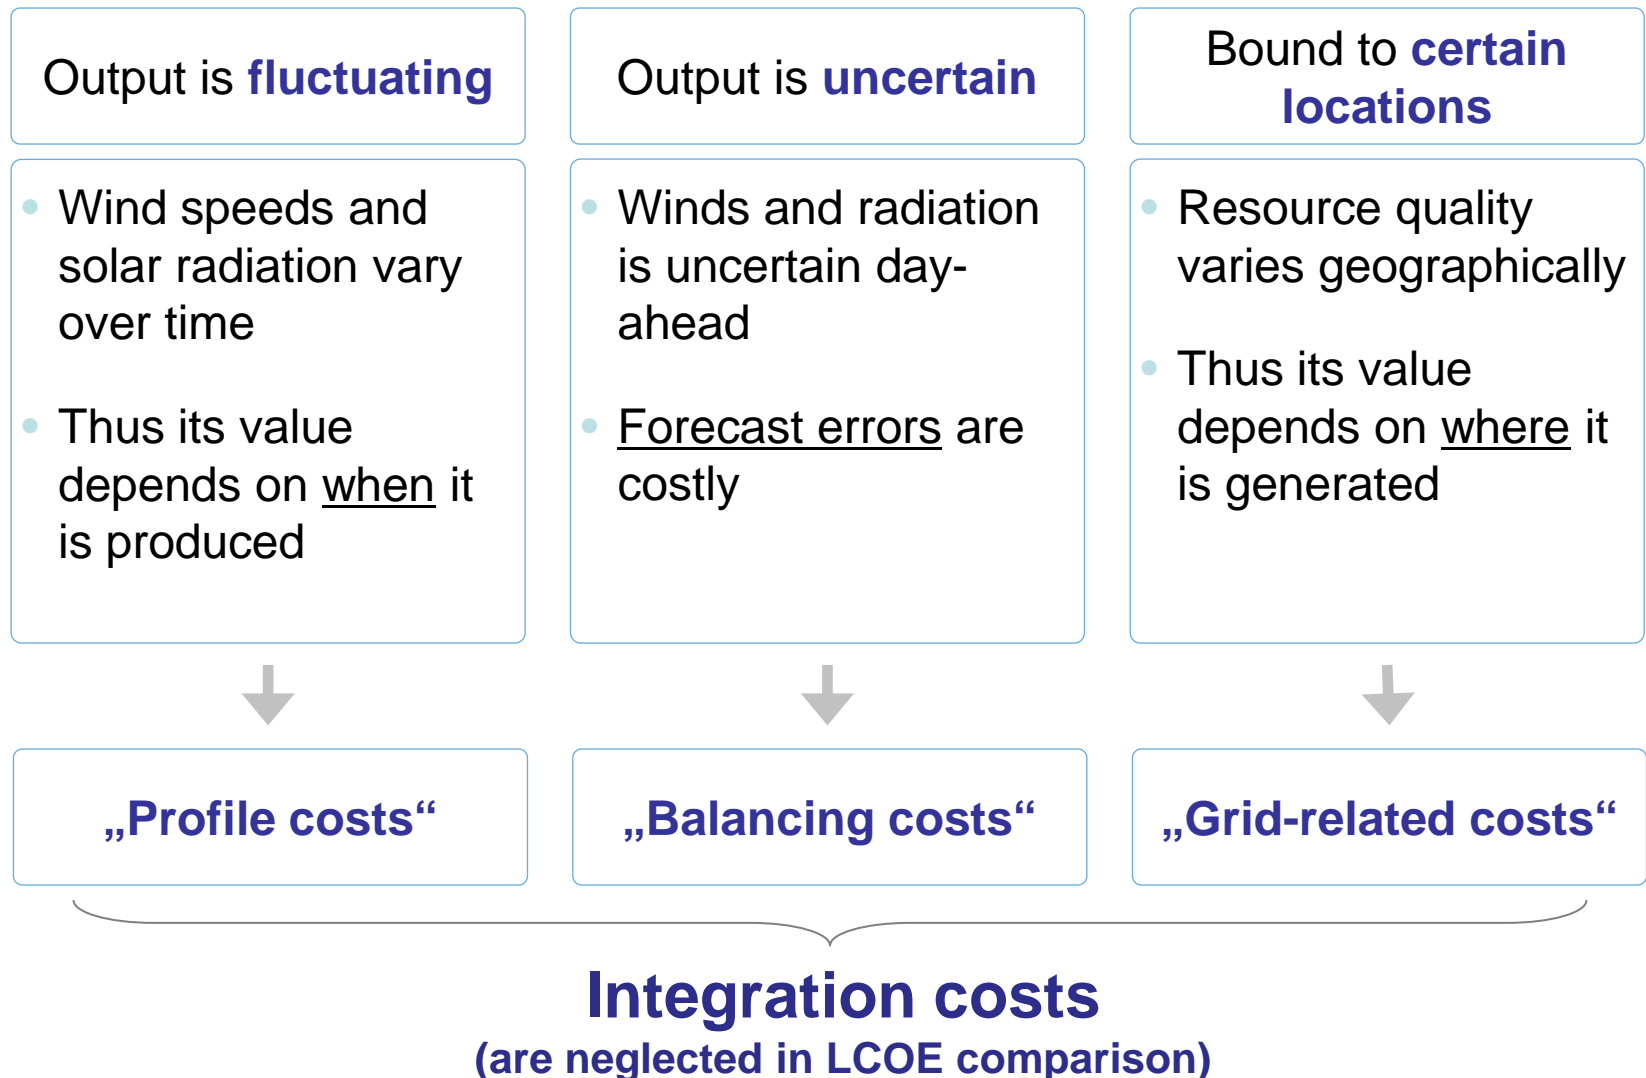 Output is fluctuating
Output is uncertain
Bound to certain
locations
• Wind speeds and
solar radiation vary
over time
• Thus its value
depends on when it
is produced
• Winds and radiation
is uncertain day-
ahead
• Forecast errors are
costly
• Resource quality
varies geographically
• Thus its value
depends on where it
is generated
„Profile costs“
„Balancing costs“
„Grid-related costs“
Integration costs
(are neglected in LCOE comparison)